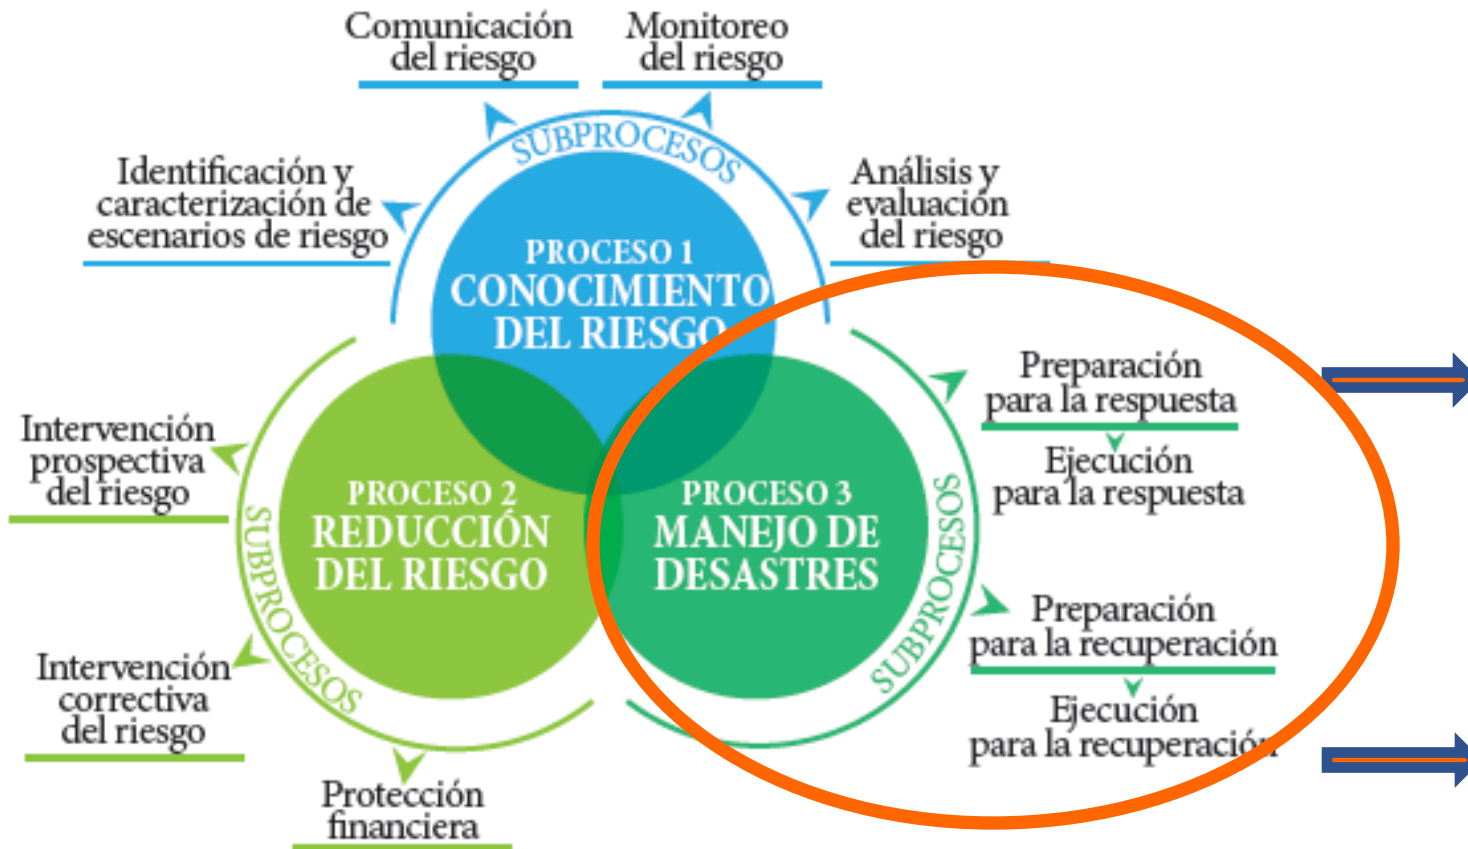 Comunicación
del riesgo
Monitoreo
del riesgo
SUBPROCESOS
Identificación y
caracterización de
escenarios de riesgo
Análisis y
evaluación
del riesgo
PROCESO 1
CONOCIMIENTO
DEL RIESGO
Intervención
prospectiva
del riesgo
PROCESO 2
REDUCCIÓN
DEL RIESGO
SUBPROCESOS
Intervención
correctiva
del riesgo
Protección
financiera
PROCESO 3
MANEJO DE
DESASTRES
SUBPROCESOS
Preparación
para la respuesta
Ejecución
para la respuesta
Preparación
para la recuperación
Ejecución
para la recuperación